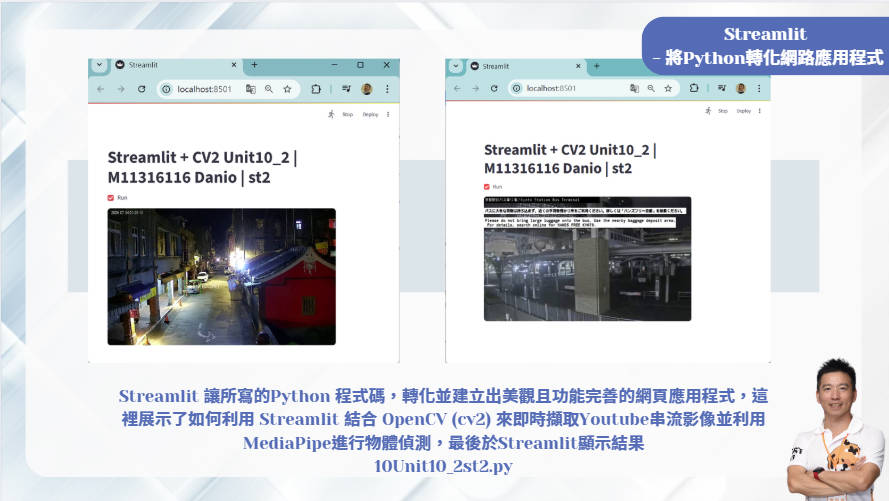 Streamlit
- 將Python轉化網路應用程式
Streamlit
localhost:8501
Stop Deploy
Streamlit + CV2 Unit10_2 |
M11316116 Danio | st2
Run
Streamlit
localhost:8501
Stop Deploy
Streamlit + CV2 Unit10_2 |
M11316116 Danio | st2
Run
Kyoto Station Bus Terminal
Please do not bring large luggage onto the bus. Use the nearby baggage deposit area.
For details, search online for HANDS FREE KYOTO.
Streamlit 讓所寫的Python 程式碼，轉化並建立出美觀且功能完善的網頁應用程式，這
裡展示了如何利用 Streamlit 結合 OpenCV (cv2) 來即時擷取Youtube串流影像並利用
MediaPipe進行物體偵測，最後於Streamlit顯示結果
10Unit10_2st2.py